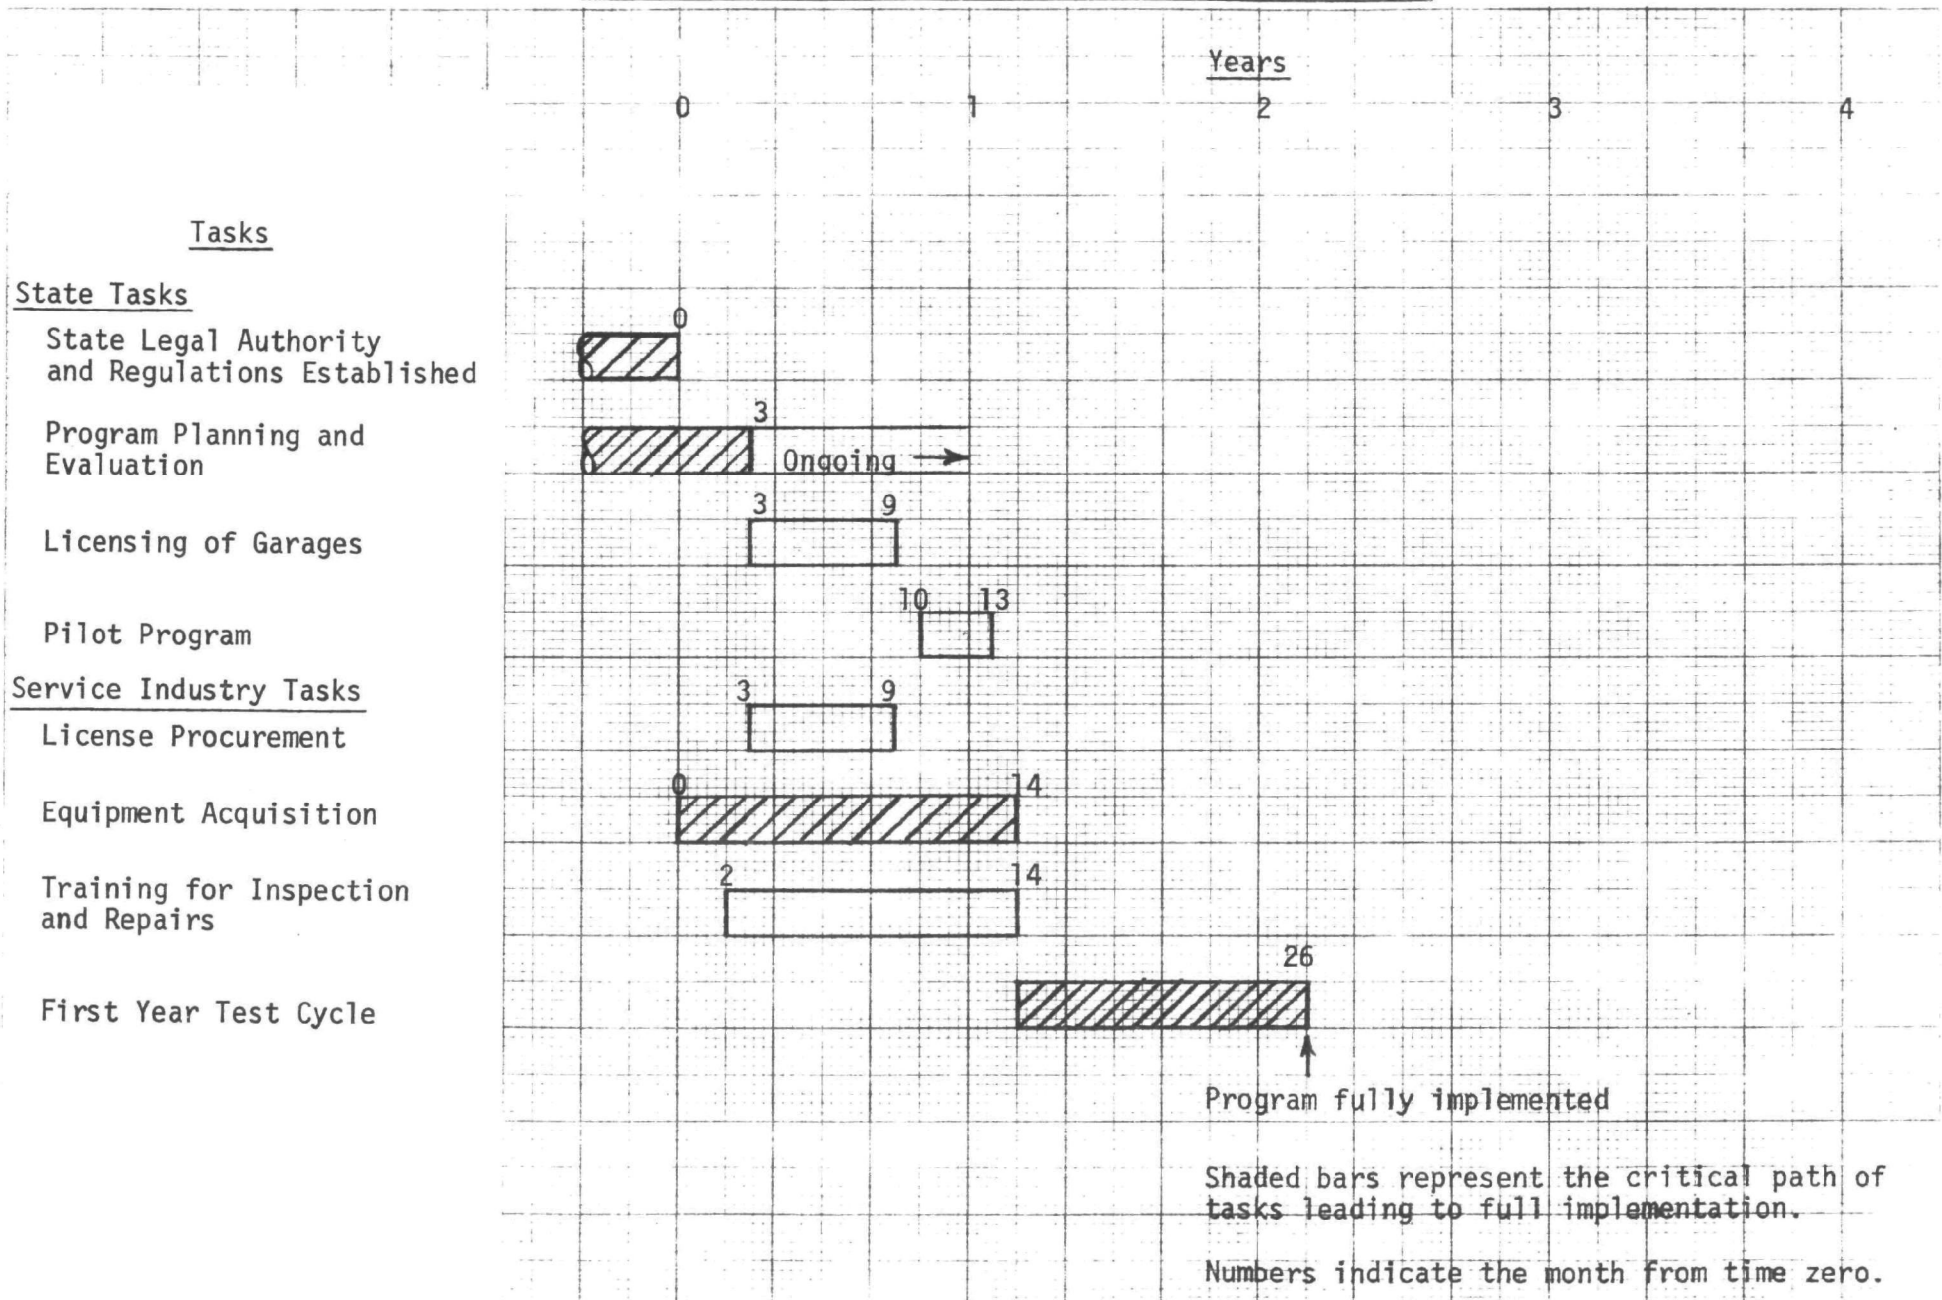 Years
0 1 2 3 4
Tasks
State Tasks
0
State Legal Authority
and Regulations Established
3
Program Planning and
Evaluation
Ongoing
3 9
Licensing of Garages
10 13
Pilot Program
Service Industry Tasks
3 9
License Procurement
0 14
Equipment Acquisition
2 14
Training for Inspection
and Repairs
26
First Year Test Cycle
Program fully implemented
Shaded bars represent the critical path of
tasks leading to full implementation.
Numbers indicate the month from time zero.